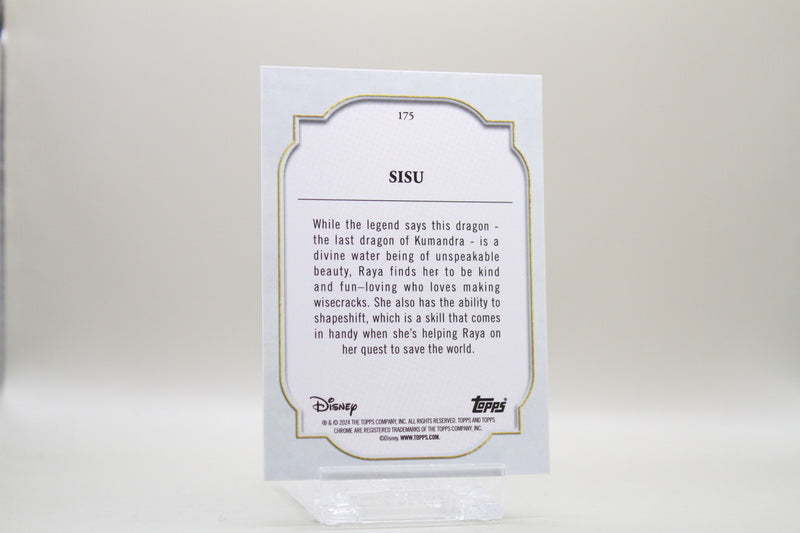 175
SISU
While the legend says this dragon -
the last dragon of Kumandra - is a
divine water being of unspeakable
beauty, Raya finds her to be kind
and fun–loving who loves making
wisecracks. She also has the ability to
shapeshift, which is a skill that comes
in handy when she's helping Raya on
her quest to save the world.
Disney Topps
® & © 2024 THE TOPPS COMPANY, INC. ALL RIGHTS RESERVED. TOPPS AND TOPPS
CHROME ARE REGISTERED TRADEMARKS OF THE TOPPS COMPANY, INC.
©Disney. WWW.TOPPS.COM.